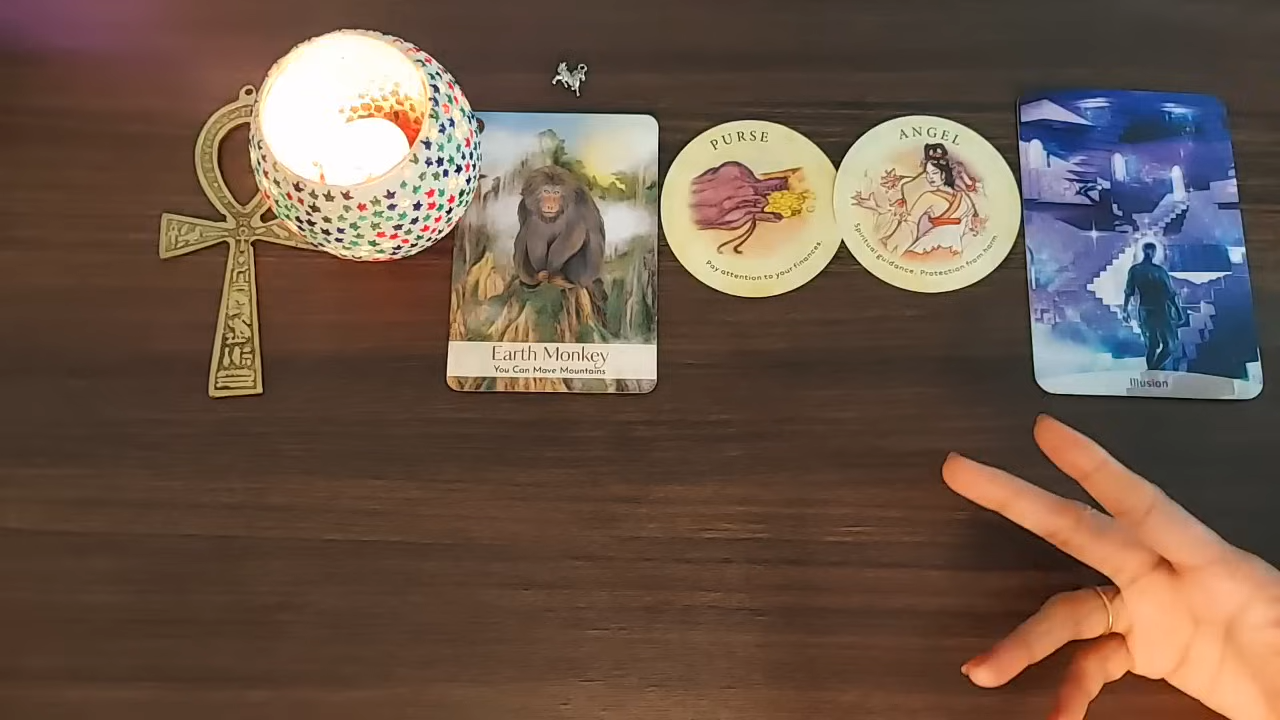 Earth Monkey
You Can Move Mountains
PURSE
Pay attention to your finances.
ANGEL
Spiritual guidance. Protection from harm
Illusion